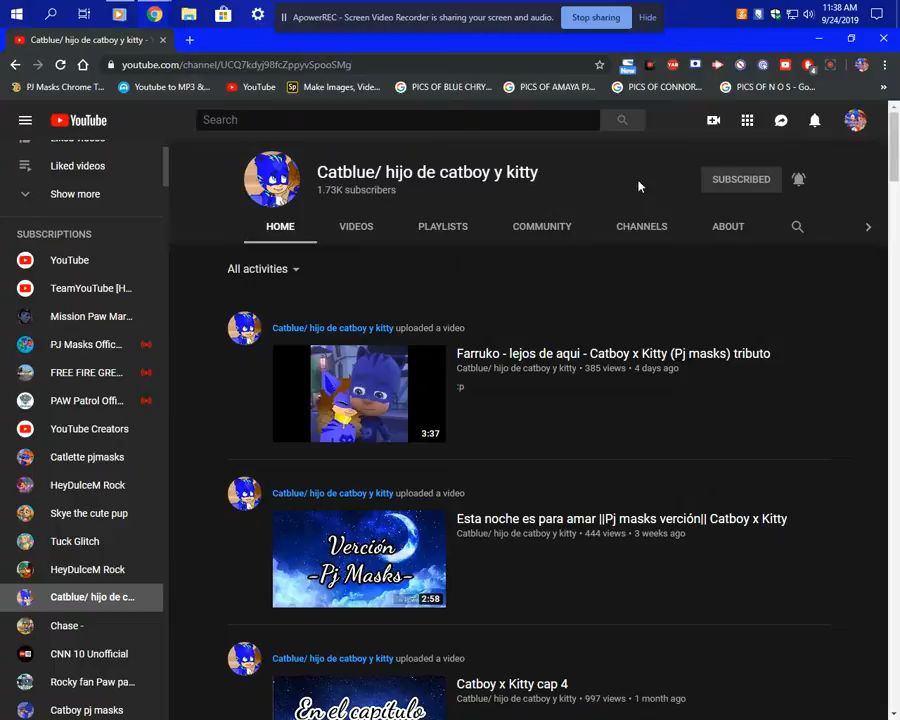 ApowerREC - Screen Video Recorder is sharing your screen and audio.
Stop sharing
Hide
11:38 AM
9/24/2019
Catblue/ hijo de catboy y kitty -
youtube.com/channel/UCQ7kdyj98fcZppyvSpooSMg
New
4
PJ Masks Chrome T...
Youtube to MP3 &...
YouTube
Make Images, Vide...
PICS OF BLUE CHRY...
PICS OF AMAYA PJ...
PICS OF CONNOR...
PICS OF N O S - Go...
YouTube
Search
Liked videos
Show more
SUBSCRIPTIONS
YouTube
TeamYouTube [H...
Mission Paw Mar...
PJ Masks Offic...
FREE FIRE GRE...
PAW Patrol Offi...
YouTube Creators
Catlette pjmasks
HeyDulceM Rock
Skye the cute pup
Tuck Glitch
HeyDulceM Rock
Catblue/ hijo de c...
Chase -
CNN 10 Unofficial
Rocky fan Paw pa...
Catboy pj masks
Catblue/ hijo de catboy y kitty
1.73K subscribers
SUBSCRIBED
HOME VIDEOS PLAYLISTS COMMUNITY CHANNELS ABOUT
All activities
Catblue/ hijo de catboy y kitty uploaded a video
3:37
Farruko - lejos de aqui - Catboy x Kitty (Pj masks) tributo
Catblue/ hijo de catboy y kitty • 385 views • 4 days ago
:p
Catblue/ hijo de catboy y kitty uploaded a video
Verción
-Pj Masks-
2:58
Esta noche es para amar ||Pj masks verción|| Catboy x Kitty
Catblue/ hijo de catboy y kitty • 444 views • 3 weeks ago
Catblue/ hijo de catboy y kitty uploaded a video
En el capítulo
Catboy x Kitty cap 4
Catblue/ hijo de catboy y kitty • 997 views • 1 month ago